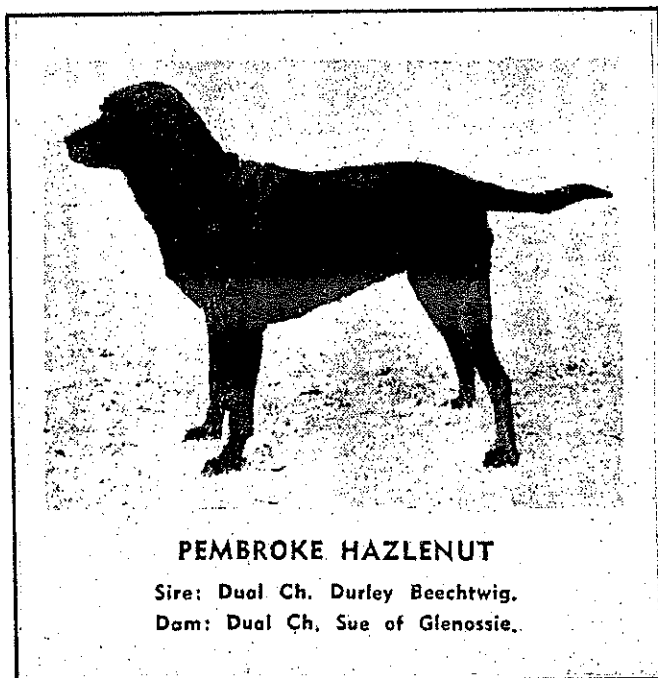 PEMBROKE HAZLENUT
Sire: Dual Ch. Durley Beechtwig.
Dam: Dual Ch, Sue of Glenossie.